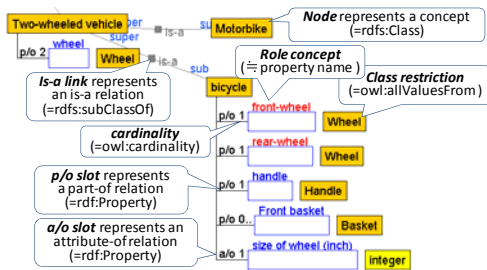 Two-wheeled vehicle
super
is-a
su
Motorbike
Node represents a concept
(=rdfs:Class)
p/o 2
wheel
Wheel
super
is-a
sub
Is-a link represents
an is-a relation
(=rdfs:subClassOf)
Role concept
(≒ property name )
Class restriction
(=owl:allValuesFrom )
bicycle
cardinality
(=owl:cardinality)
p/o 1
front-wheel
Wheel
p/o 1
rear-wheel
Wheel
p/o slot represents
a part-of relation
(=rdf:Property)
p/o 1
handle
Handle
p/o 0..
Front basket
Basket
a/o slot represents an
attribute-of relation
(=rdf:Property)
a/o 1
size of wheel (inch)
integer